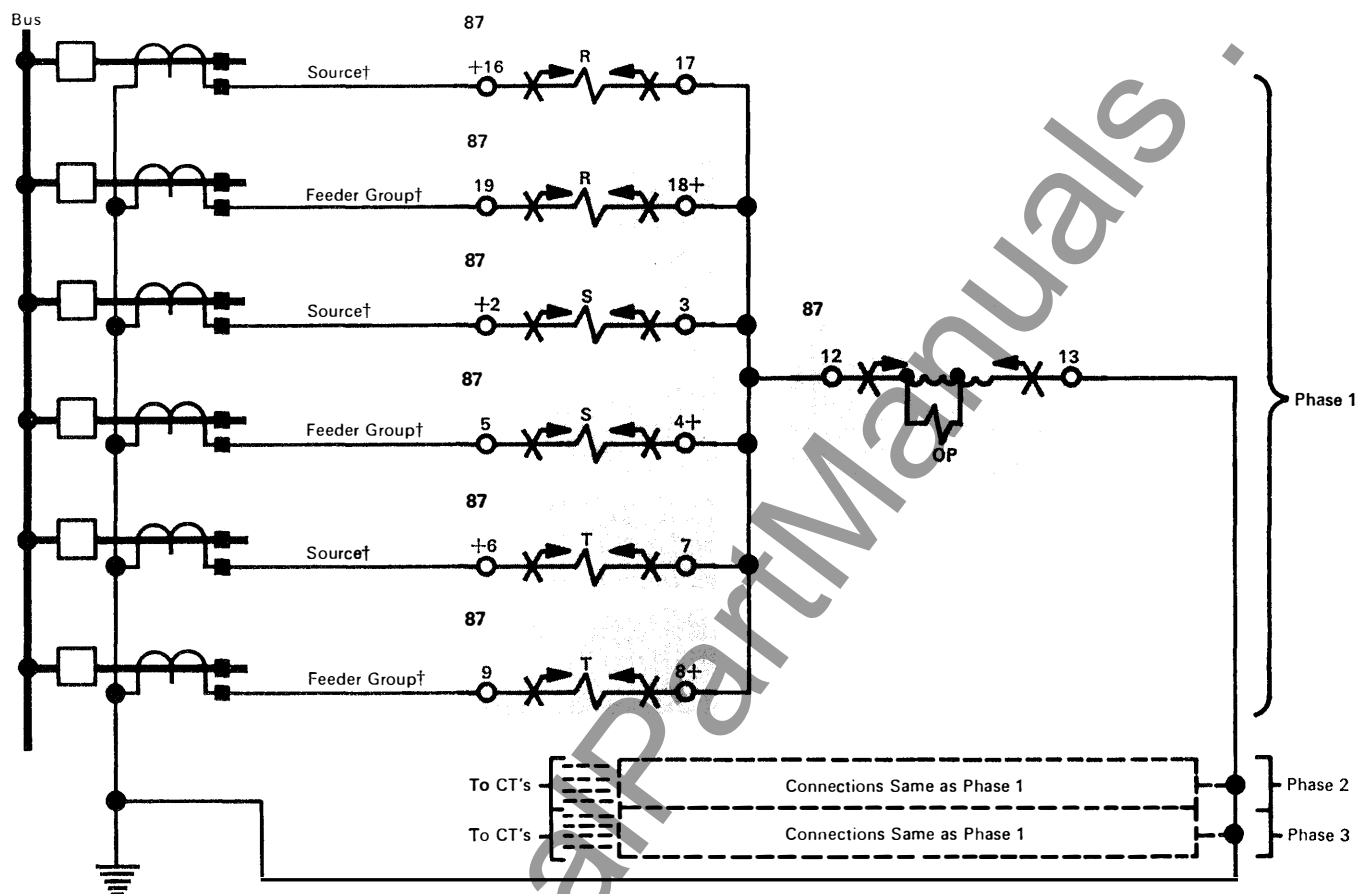 Bus
87
Source†
+16
R
17
87
Feeder Group†
19
R
18+
87
Source†
+2
S
3
87
12
13
OP
87
Feeder Group†
5
S
4+
Phase 1
87
Source†
+6
T
7
87
Feeder Group†
9
T
8+
To CT's
Connections Same as Phase 1
Phase 2
To CT's
Connections Same as Phase 1
Phase 3
alPartManuals .